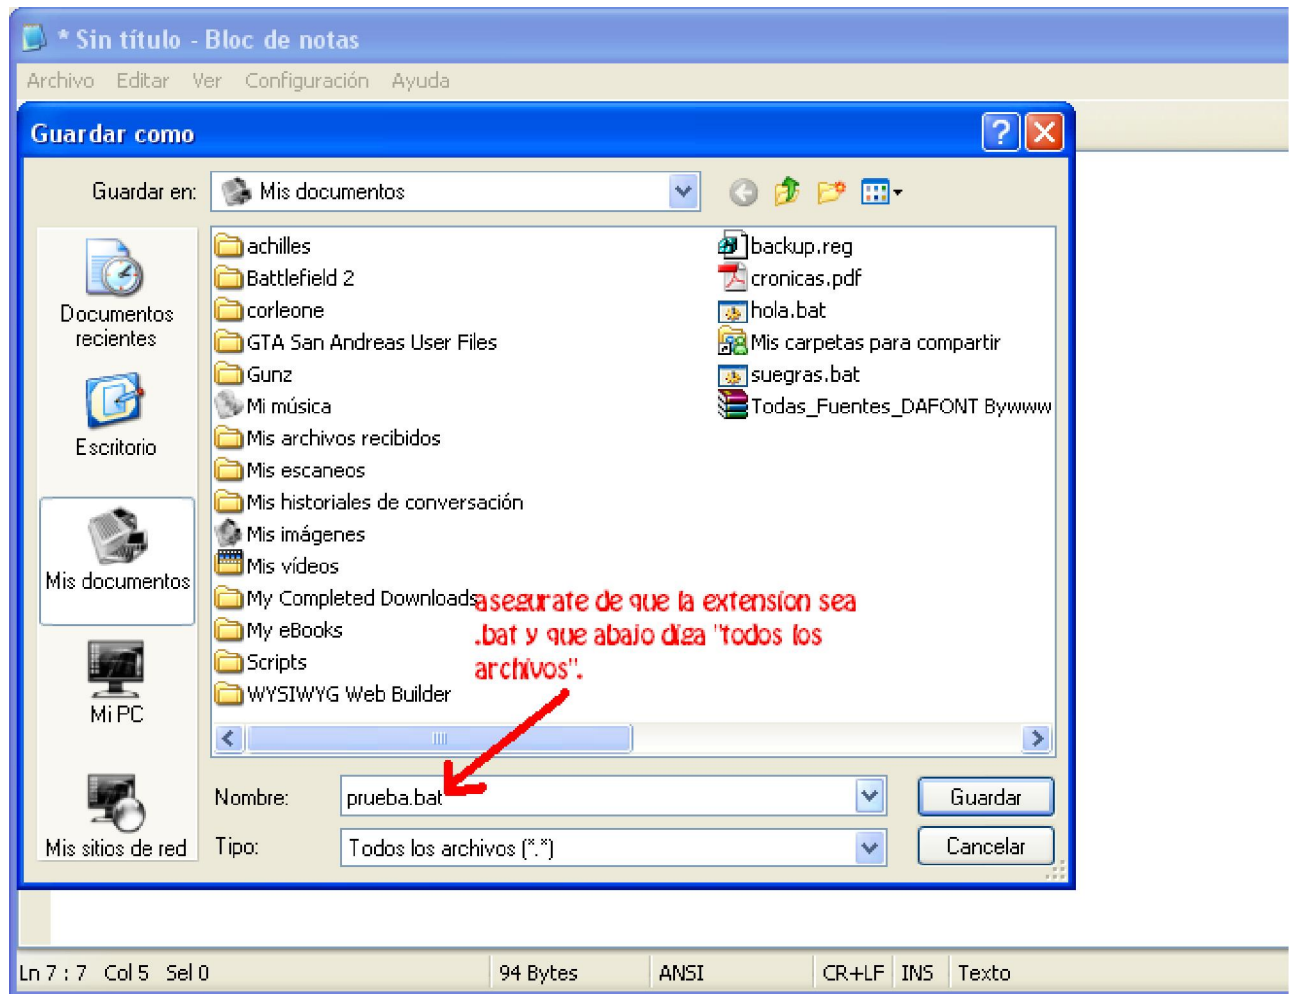 * Sin título - Bloc de notas
Archivo Editar Ver Configuración Ayuda
Guardar como
Guardar en: Mis documentos
Documentos
recientes
Escritorio
Mis documentos
Mi PC
Mis sitios de red
achilles
Battlefield 2
corleone
GTA San Andreas User Files
Gunz
Mi música
Mis archivos recibidos
Mis escaneos
Mis historiales de conversación
Mis imágenes
Mis vídeos
My Completed Downloads
My eBooks
Scripts
WYSIWYG Web Builder
backup.reg
cronicas.pdf
hola.bat
Mis carpetas para compartir
suegras.bat
Todas_Fuentes_DAFONT Bywww
asegurate de que la extension sea
.bat y que abajo diga "todos los
archivos".
Nombre: prueba.bat Guardar
Tipo: Todos los archivos (*.*) Cancelar
Ln 7 : 7 Col 5 Sel 0 94 Bytes ANSI CR+LF INS Texto